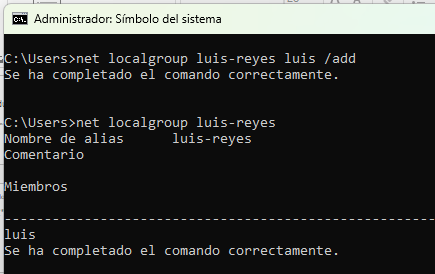 Administrador: Símbolo del sistema
C:\Users>net localgroup luis-reyes luis /add
Se ha completado el comando correctamente.
C:\Users>net localgroup luis-reyes
Nombre de alias      luis-reyes
Comentario
Miembros
-------------------------------------------------------
luis
Se ha completado el comando correctamente.